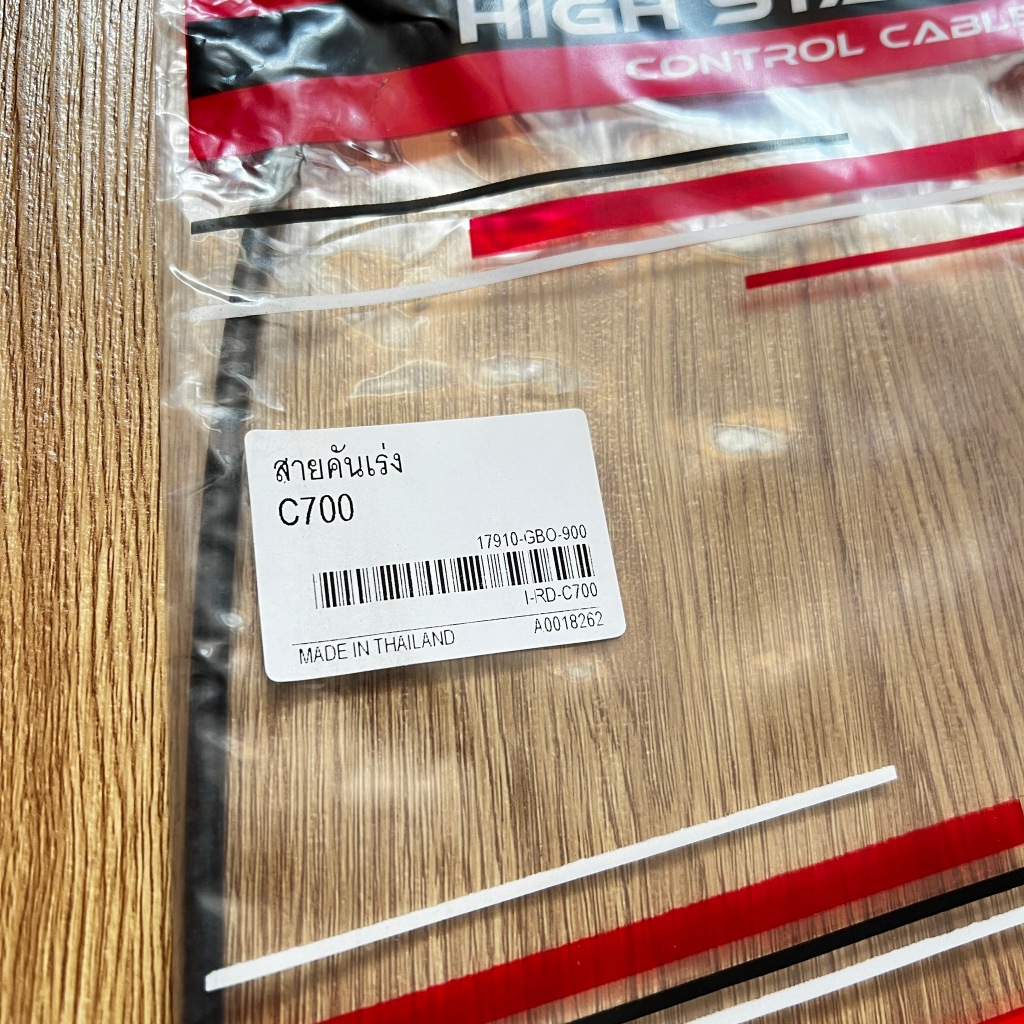 HIGH
CONTROL CABLE
สายคันเร่ง
C700
17910-GBO-900
I-RD-C700
MADE IN THAILAND
A0018262